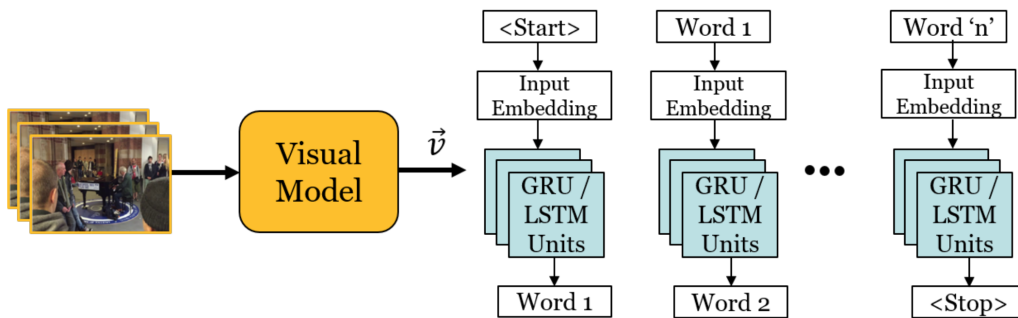 <Start>
Word 1
Word ‘n’
Input
Embedding
Input
Embedding
Input
Embedding
Visual
Model
v⃗
GRU /
LSTM
Units
GRU /
LSTM
Units
GRU /
LSTM
Units
Word 1
Word 2
<Stop>